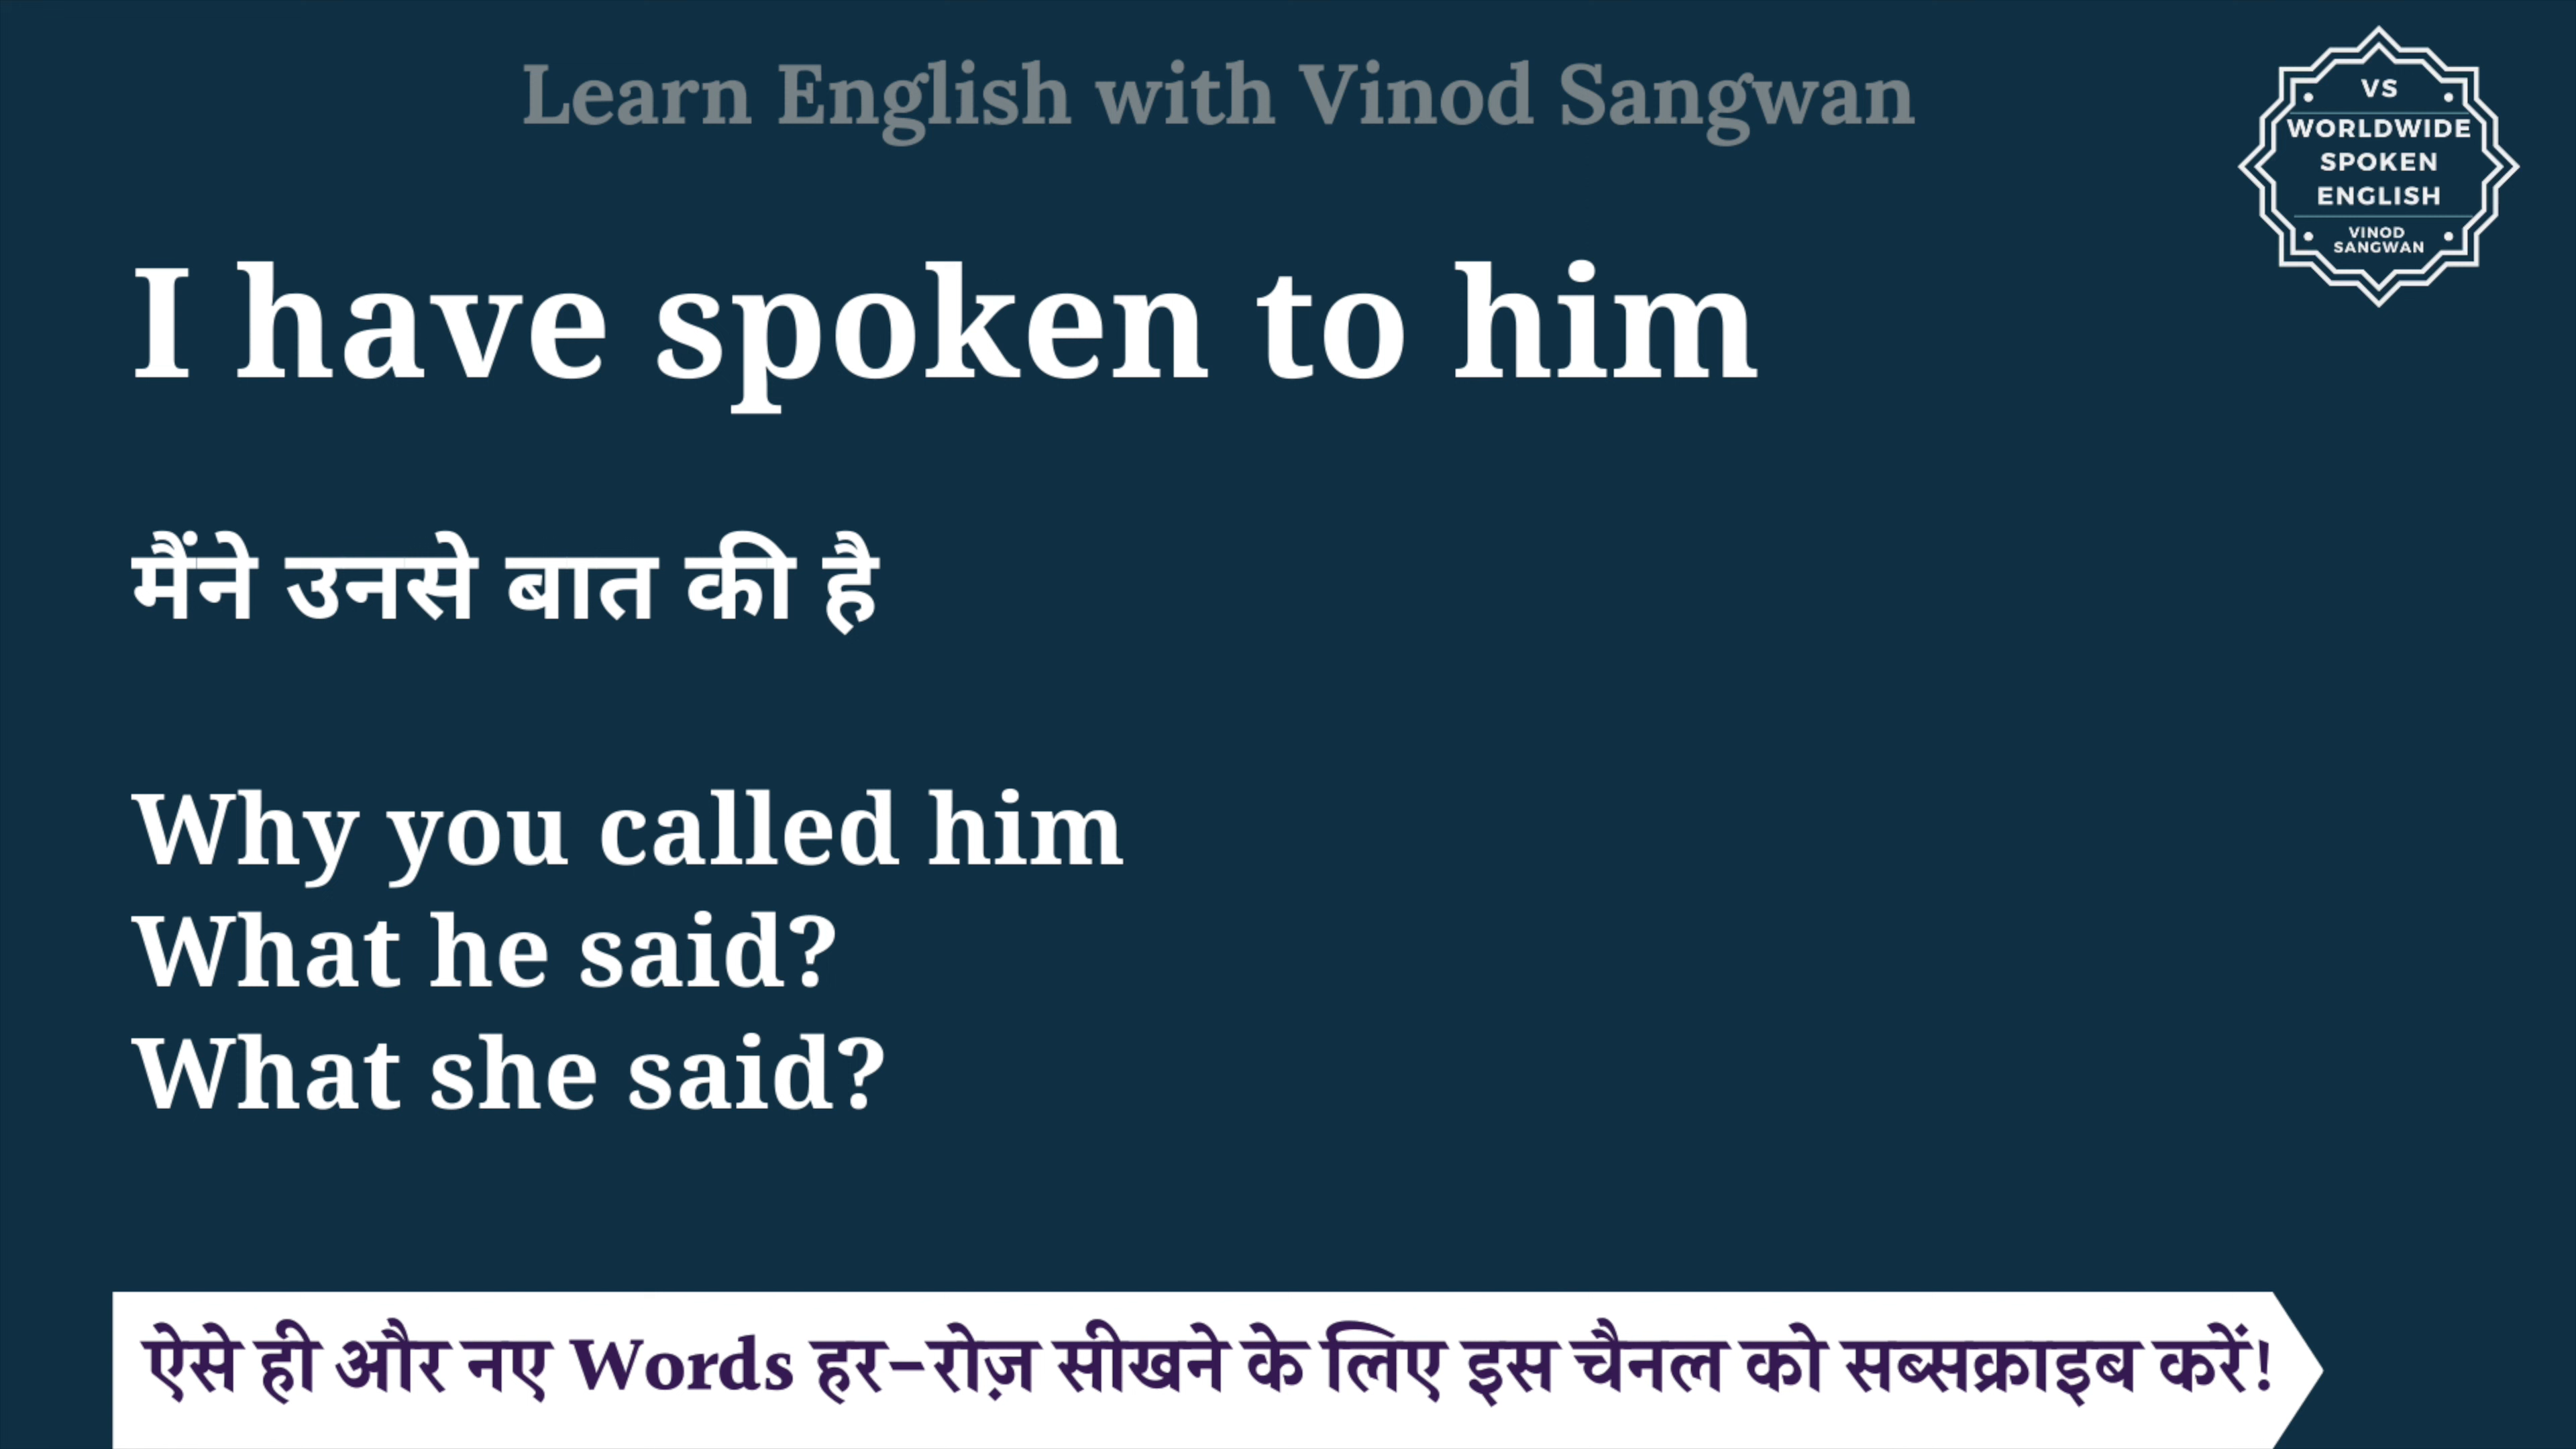 Learn English with Vinod Sangwan
VS
WORLDWIDE
SPOKEN
ENGLISH
VINOD
SANGWAN
I have spoken to him
मैंने उनसे बात की है
Why you called him
What he said?
What she said?
ऐसे ही और नए Words हर-रोज़ सीखने के लिए इस चैनल को सब्सक्राइब करें!